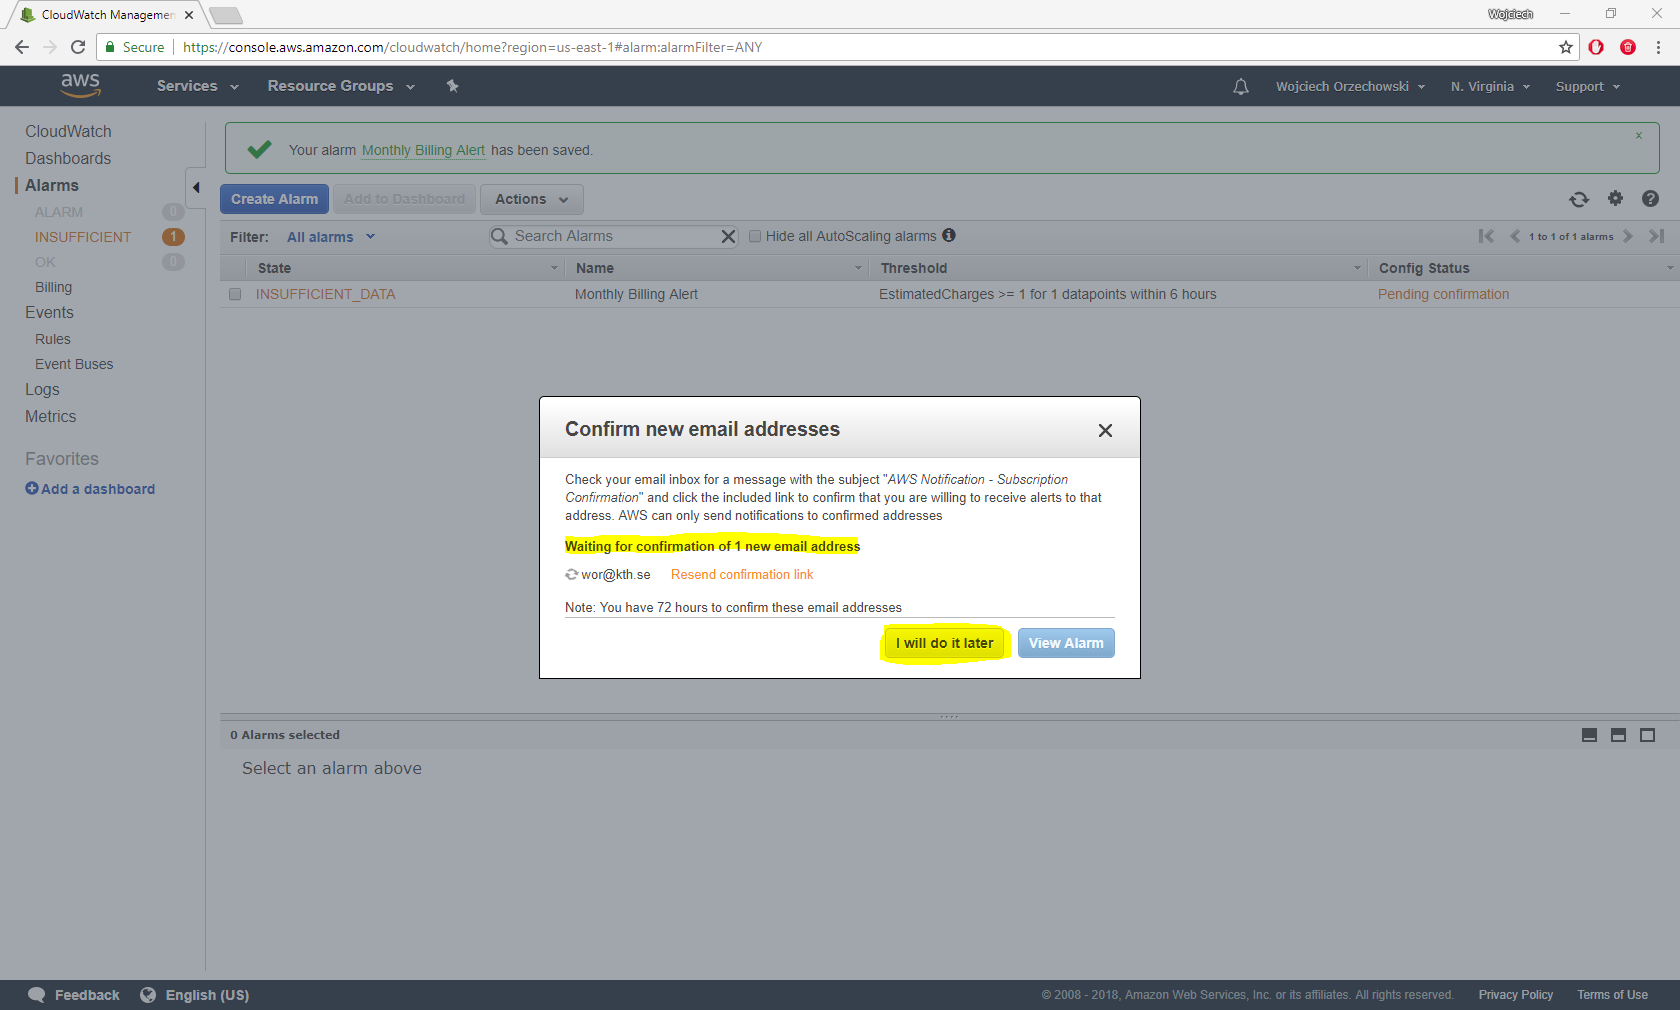 CloudWatch Managemen
Wojciech
Secure https://console.aws.amazon.com/cloudwatch/home?region=us-east-1#alarm:alarmFilter=ANY
aws Services Resource Groups Wojciech Orzechowski N. Virginia Support
CloudWatch
Dashboards
Alarms
ALARM 0
INSUFFICIENT 1
OK 0
Billing
Events
Rules
Event Buses
Logs
Metrics
Favorites
Add a dashboard
Your alarm Monthly Billing Alert has been saved.
x
Create Alarm Add to Dashboard Actions
Filter: All alarms Search Alarms Hide all AutoScaling alarms 1 to 1 of 1 alarms
State Name Threshold Config Status
INSUFFICIENT_DATA Monthly Billing Alert EstimatedCharges >= 1 for 1 datapoints within 6 hours Pending confirmation
Confirm new email addresses
Check your email inbox for a message with the subject "AWS Notification - Subscription
Confirmation" and click the included link to confirm that you are willing to receive alerts to that
address. AWS can only send notifications to confirmed addresses
Waiting for confirmation of 1 new email address
wor@kth.se Resend confirmation link
Note: You have 72 hours to confirm these email addresses
I will do it later View Alarm
0 Alarms selected
Select an alarm above
Feedback English (US) © 2008 - 2018, Amazon Web Services, Inc. or its affiliates. All rights reserved. Privacy Policy Terms of Use